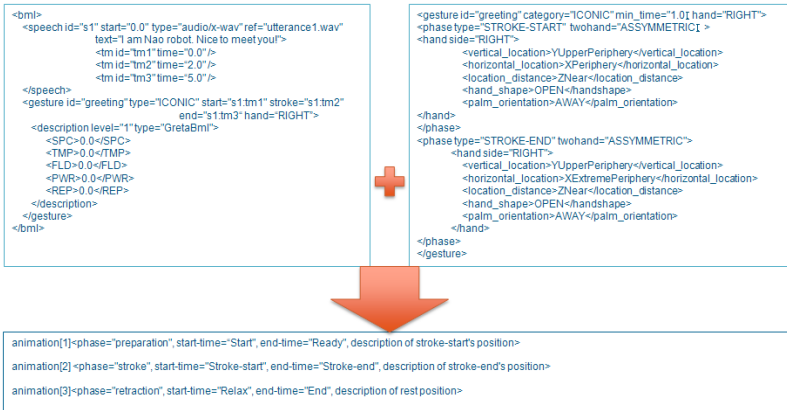 <bml>
<speech id="s1" start="0.0" type="audio/x-wav" ref="utterance1.wav"
text="I am Nao robot. Nice to meet you!">
<tm id="tm1" time="0.0" />
<tm id="tm2" time="2.0" />
<tm id="tm3" time="5.0" />
</speech>
<gesture id="greeting" type="ICONIC" start="s1:tm1" stroke="s1:tm2"
end="s1:tm3" hand="RIGHT">
<description level="1" type="GretaBml">
<SPC>0.0</SPC>
<TMP>0.0</TMP>
<FLD>0.0</FLD>
<PWR>0.0</PWR>
<REP>0.0</REP>
</description>
</gesture>
</bml>
<gesture id="greeting" category="ICONIC" min_time="1.0" hand="RIGHT">
<phase type="STROKE-START" twohand="ASSYMMETRIC" >
<hand side="RIGHT">
<vertical_location>YUpperPeriphery</vertical_location>
<horizontal_location>XPeriphery</horizontal_location>
<location_distance>ZNear</location_distance>
<hand_shape>OPEN</handshape>
<palm_orientation>AWAY</palm_orientation>
</hand>
</phase>
<phase type="STROKE-END" twohand="ASSYMMETRIC">
<hand side="RIGHT">
<vertical_location>YUpperPeriphery</vertical_location>
<horizontal_location>XExtremePeriphery</horizontal_location>
<location_distance>ZNear</location_distance>
<hand_shape>OPEN</handshape>
<palm_orientation>AWAY</palm_orientation>
</hand>
</phase>
</gesture>
animation[1]<phase="preparation", start-time="Start", end-time="Ready", description of stroke-start's position>
animation[2] <phase="stroke", start-time="Stroke-start", end-time="Stroke-end", description of stroke-end's position>
animation[3]<phase="retraction", start-time="Relax", end-time="End", description of rest position>